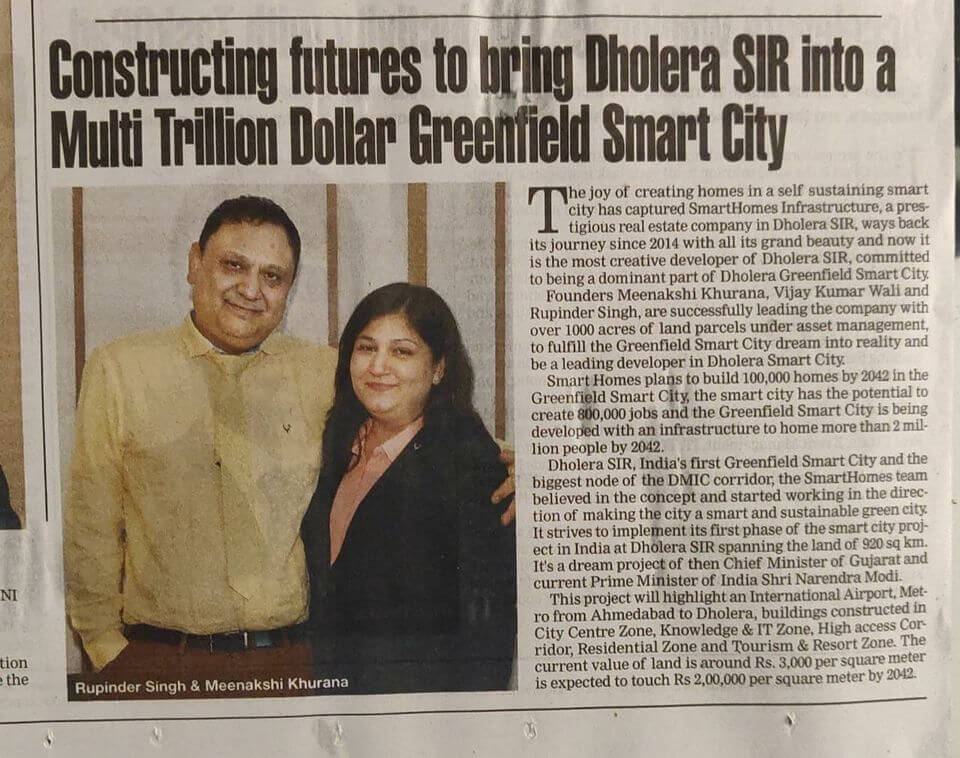 Constructing futures to bring Dholera SIR into a
Multi Trillion Dollar Greenfield Smart City
The joy of creating homes in a self sustaining smart
city has captured SmartHomes Infrastructure, a pres-
tigious real estate company in Dholera SIR, ways back
its journey since 2014 with all its grand beauty and now it
is the most creative developer of Dholera SIR, committed
to being a dominant part of Dholera Greenfield Smart City.
Founders Meenakshi Khurana, Vijay Kumar Wali and
Rupinder Singh, are successfully leading the company with
over 1000 acres of land parcels under asset management,
to fulfill the Greenfield Smart City dream into reality and
be a leading developer in Dholera Smart City.
Smart Homes plans to build 100,000 homes by 2042 in the
Greenfield Smart City, the smart city has the potential to
create 800,000 jobs and the Greenfield Smart City is being
developed with an infrastructure to home more than 2 mil-
lion people by 2042.
Dholera SIR, India's first Greenfield Smart City and the
biggest node of the DMIC corridor, the SmartHomes team
believed in the concept and started working in the direc-
tion of making the city a smart and sustainable green city.
It strives to implement its first phase of the smart city proj-
ect in India at Dholera SIR spanning the land of 920 sq km.
It's a dream project of then Chief Minister of Gujarat and
current Prime Minister of India Shri Narendra Modi.
This project will highlight an International Airport, Met-
ro from Ahmedabad to Dholera, buildings constructed in
City Centre Zone, Knowledge & IT Zone, High access Cor-
ridor, Residential Zone and Tourism & Resort Zone. The
current value of land is around Rs. 3,000 per square meter
is expected to touch Rs 2,00,000 per square meter by 2042.
Rupinder Singh & Meenakshi Khurana
NI
tion
the